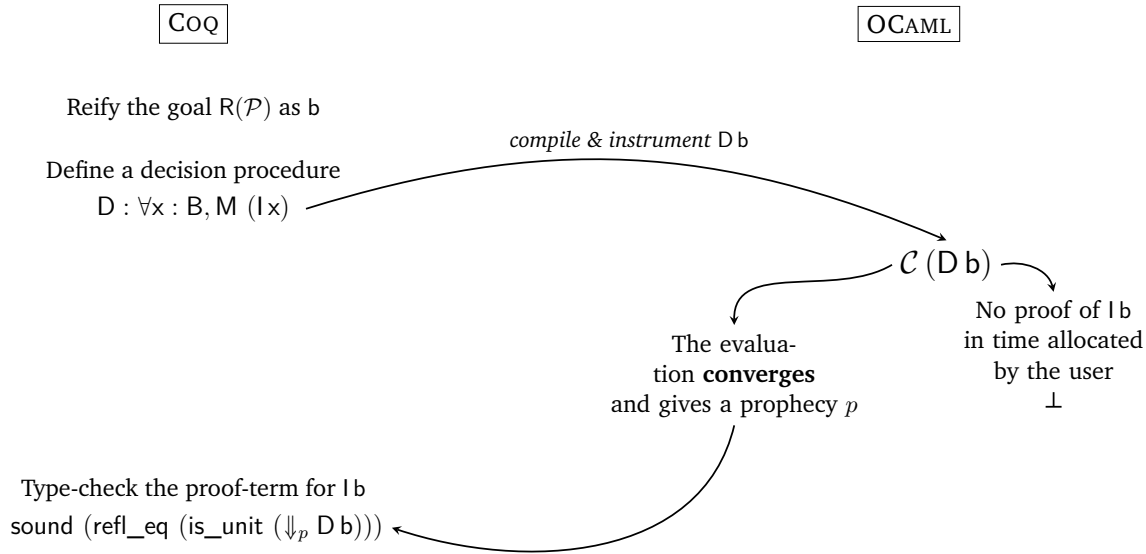 COQ
OCAML
Reify the goal R(𝒫) as b
compile & instrument D b
Define a decision procedure
D : ∀x : B, M (I x)
𝒞 (D b)
No proof of I b
in time allocated
by the user
⊥
The evalua-
tion converges
and gives a prophecy p
Type-check the proof-term for I b
sound (refl_eq (is_unit (⇓p D b)))